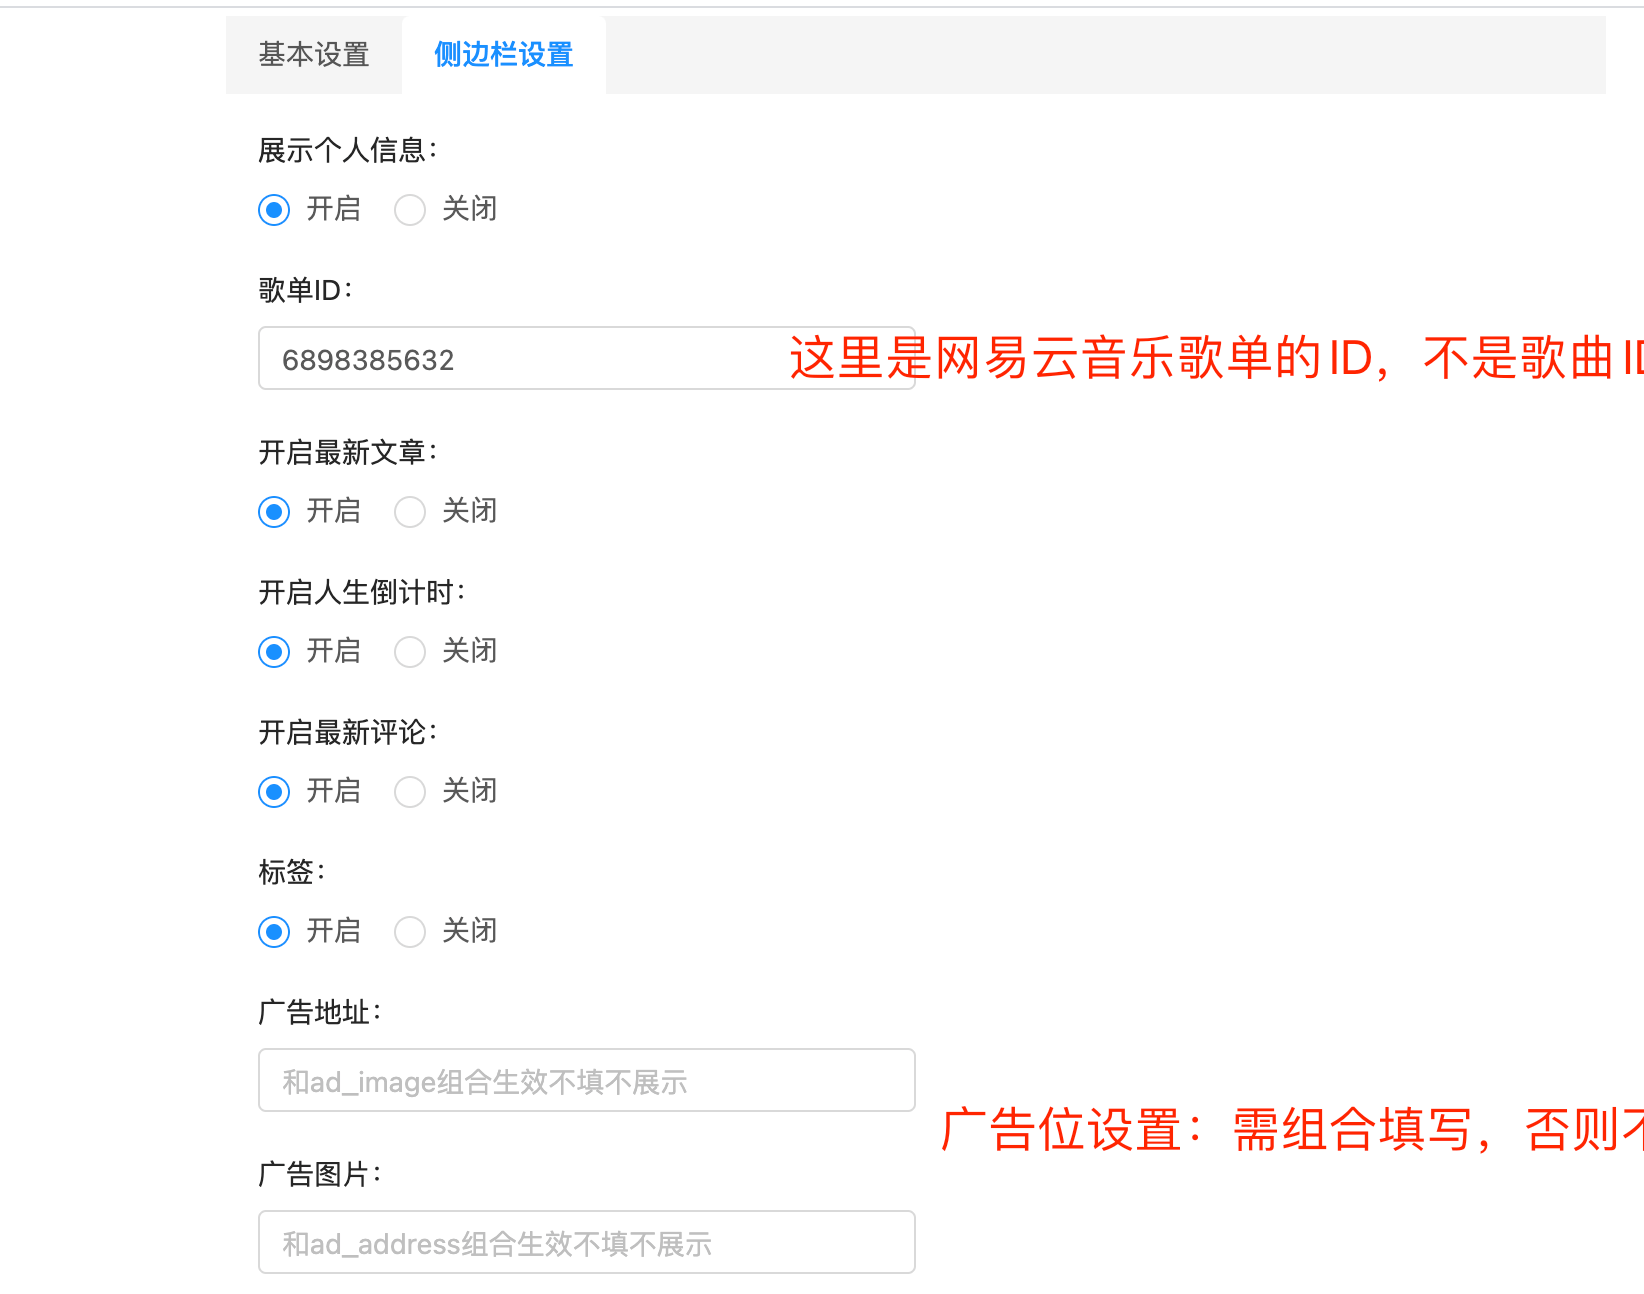 基本设置 侧边栏设置
展示个人信息：
开启 关闭
歌单ID：
6898385632 这里是网易云音乐歌单的ID，不是歌曲ID
开启最新文章：
开启 关闭
开启人生倒计时：
开启 关闭
开启最新评论：
开启 关闭
标签：
开启 关闭
广告地址：
和ad_image组合生效不填不展示
广告位设置：需组合填写，否则不
广告图片：
和ad_address组合生效不填不展示